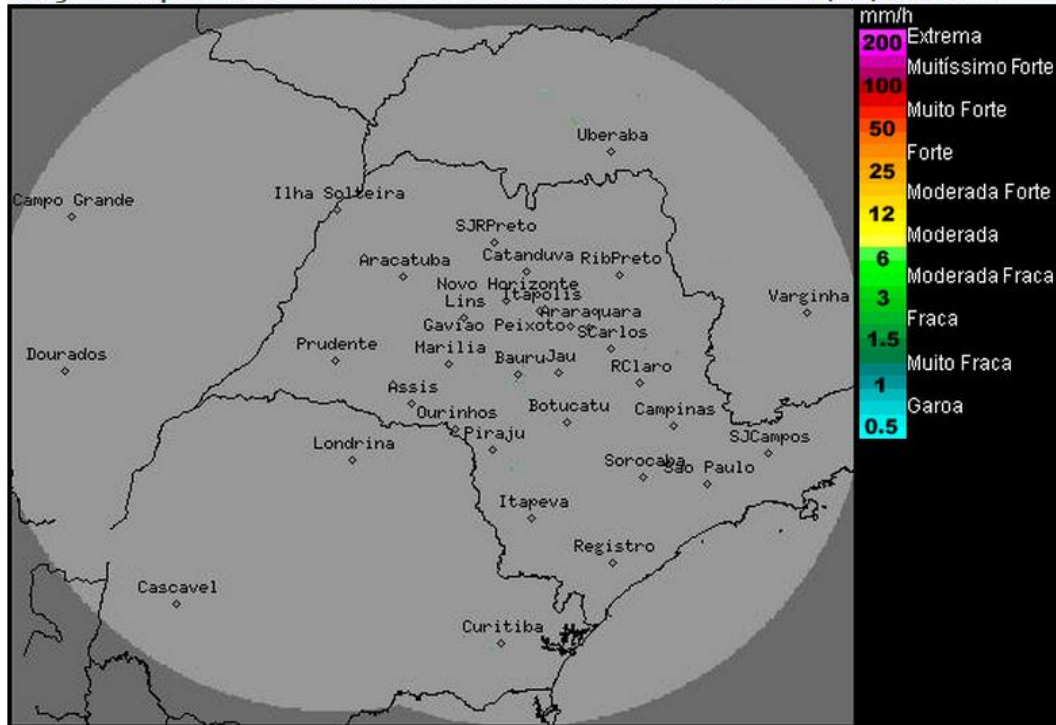 mm/h
200 Extrema
Muitíssimo Forte
100
Muito Forte
50
Forte
25
Moderada Forte
12
Moderada
6
Moderada Fraca
3
Fraca
1.5
Muito Fraca
1
Garoa
0.5
Uberaba
Campo Grande
Ilha Solteira
SJRPreto
Aracatuba
Catanduva
RibPreto
Novo Horizonte
Itapolis
Lins
Araraquara
Varginha
Gaviao Peixoto
SCarlos
Dourados
Prudente
Marilia
Bauru
Jau
RClaro
Assis
Ourinhos
Botucatu
Campinas
Londrina
Piraju
SJCampos
Sorocaba
Sao Paulo
Itapeva
Registro
Cascavel
Curitiba